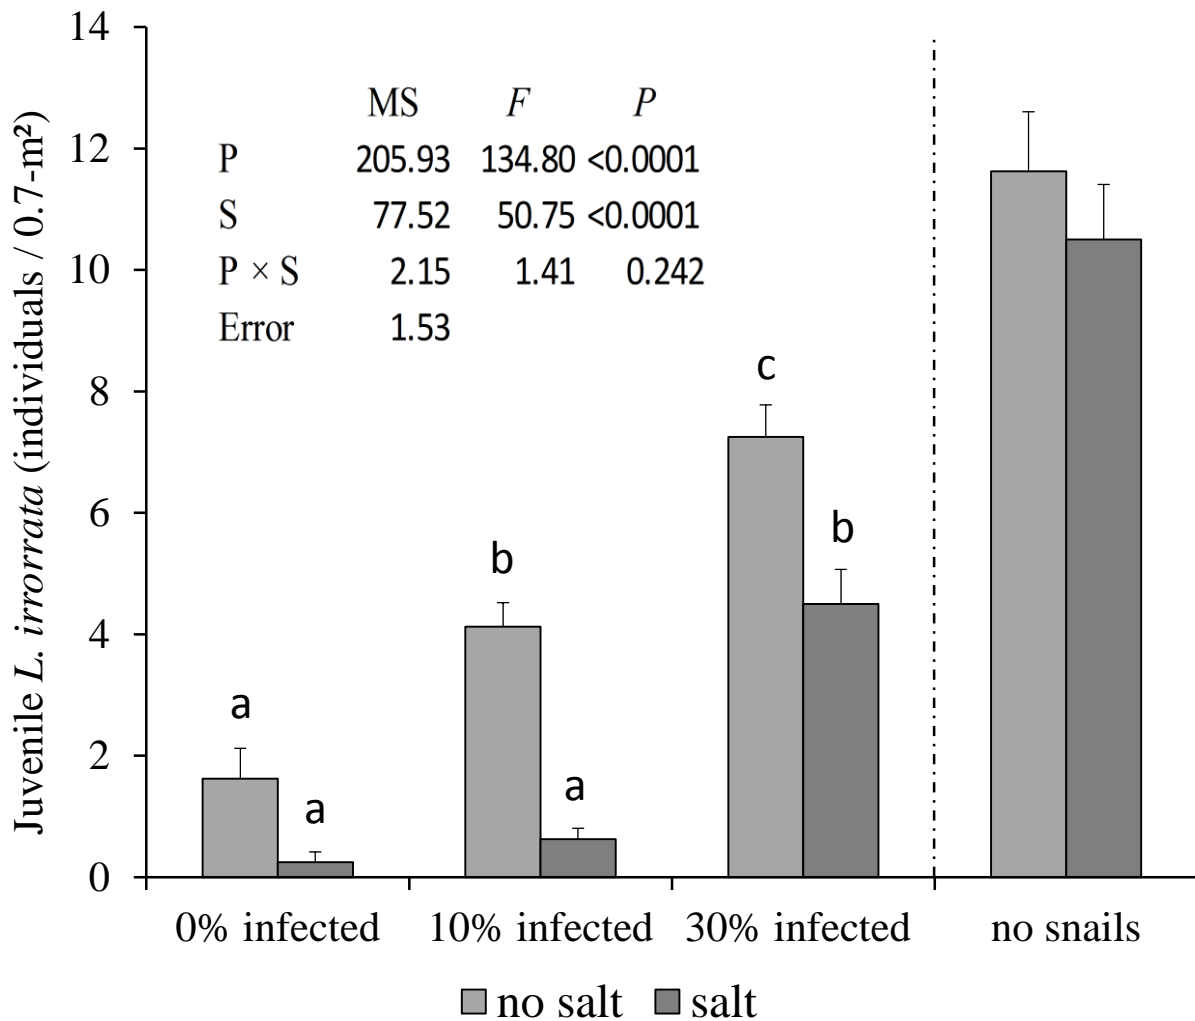 Juvenile L. irrorrata (individuals / 0.7-m²)
14
12
10
8
6
4
2
0
MS F P
P 205.93 134.80 <0.0001
S 77.52 50.75 <0.0001
P × S 2.15 1.41 0.242
Error 1.53
a
a
b
a
c
b
0% infected 10% infected 30% infected no snails
no salt salt